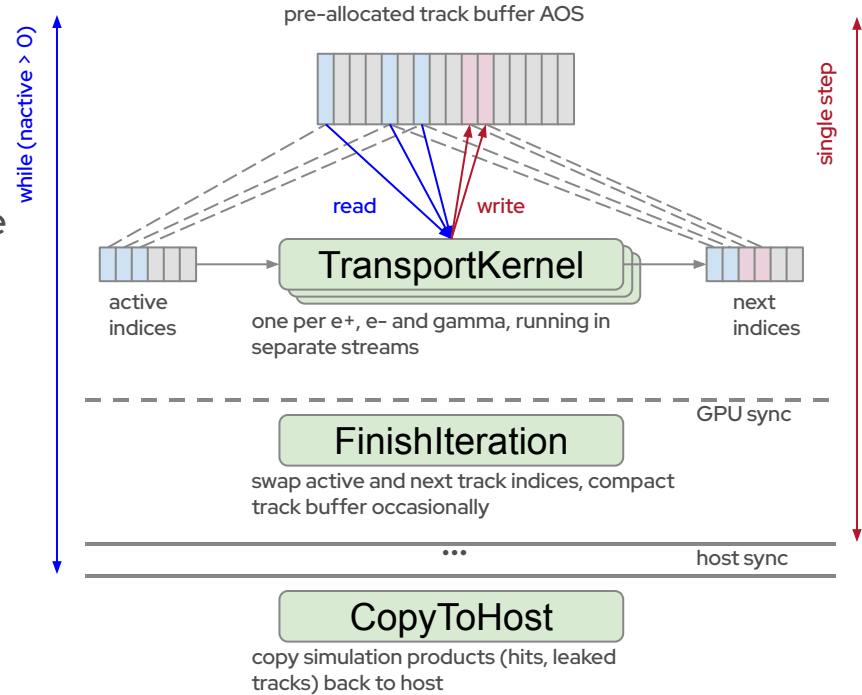 pre-allocated track buffer AOS
while (nactive > 0)
single step
e
read
write
TransportKernel
active
indices
next
indices
one per e+, e- and gamma, running in
separate streams
GPU sync
FinishIteration
swap active and next track indices, compact
track buffer occasionally
...
host sync
CopyToHost
copy simulation products (hits, leaked
tracks) back to host